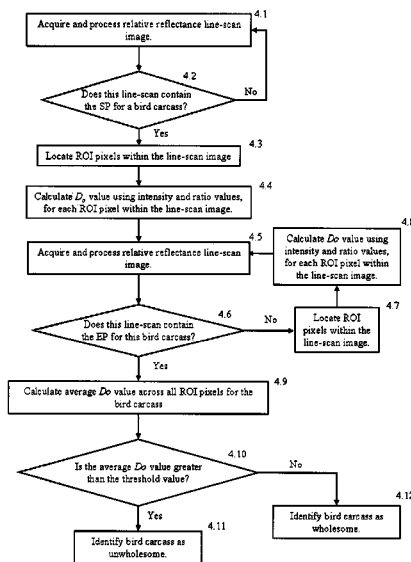 4.1
Acquire and process relative reflectance line-scan
image.
4.2
Does this line-scan contain
the SP for a bird carcass?
No
Yes
4.3
Locate ROI pixels within the line-scan image
4.4
Calculate Do value using intensity and ratio values,
for each ROI pixel within the line-scan image.
4.5
Acquire and process relative reflectance line-scan
image.
4.8
Calculate Do value using
intensity and ratio values,
for each ROI pixel within
the line-scan image.
4.6
Does this line-scan contain
the EP for this bird carcass?
No
4.7
Locate ROI
pixels within the
line-scan image.
Yes
4.9
Calculate average Do value across all ROI pixels for the
bird carcass
4.10
Is the average Do value greater
than the threshold value?
No
4.12
Identify bird carcass as
wholesome.
Yes
4.11
Identify bird carcass as
unwholesome.